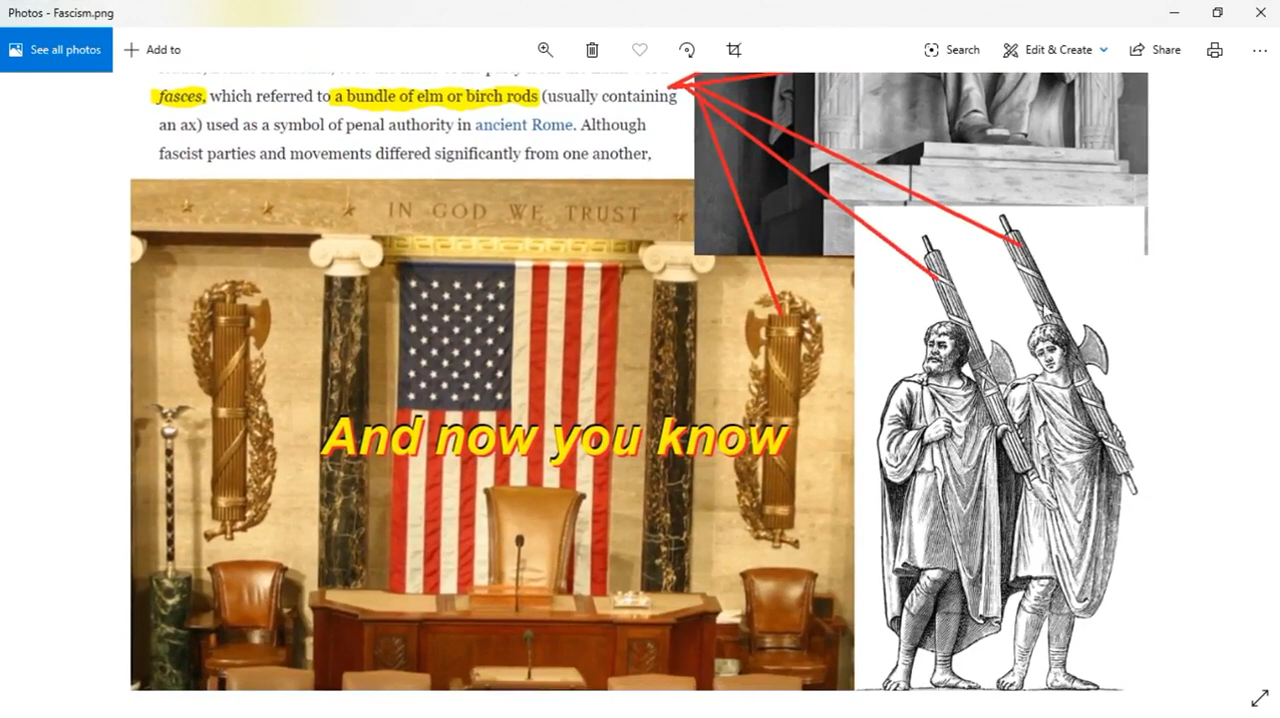 Photos - Fascism.png
See all photos
Add to
Search
Edit & Create
Share
fasces, which referred to a bundle of elm or birch rods (usually containing
an ax) used as a symbol of penal authority in ancient Rome. Although
fascist parties and movements differed significantly from one another,
IN GOD WE TRUST
And now you know